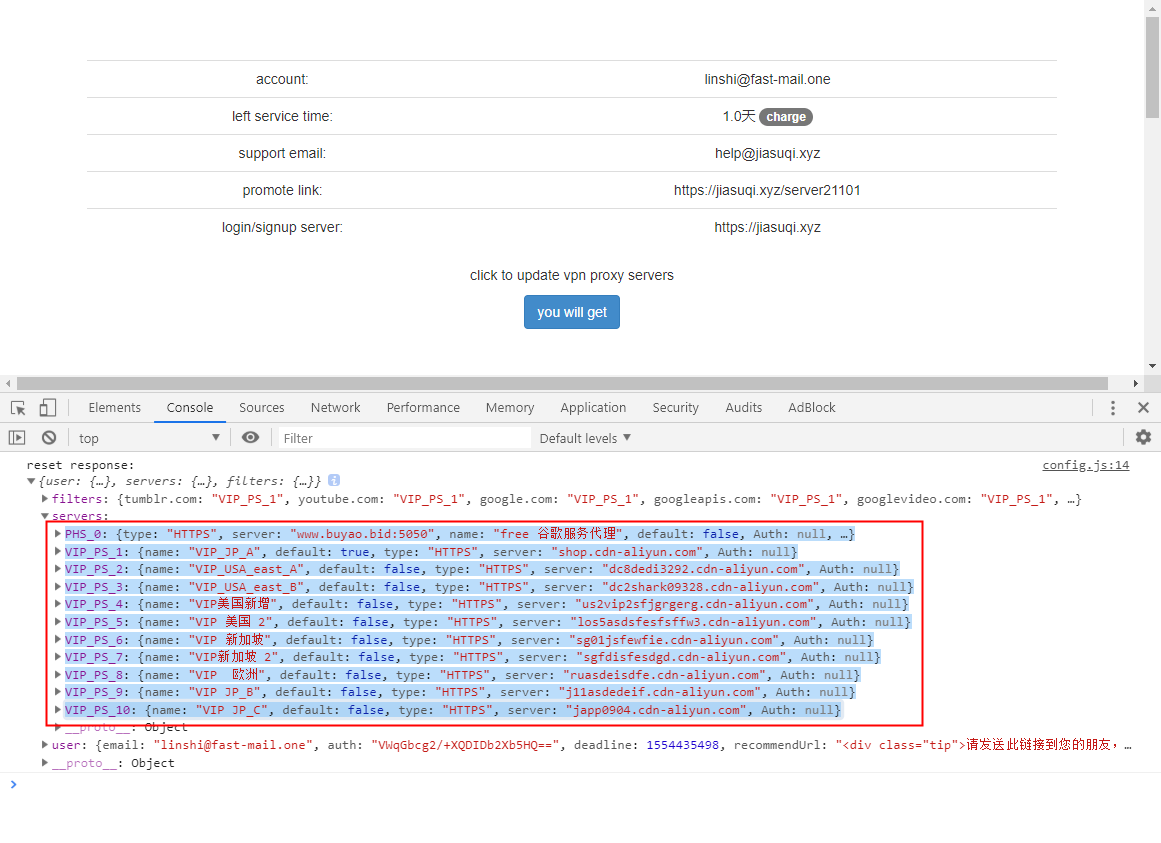 account: linshi@fast-mail.one
left service time: 1.0天 charge
support email: help@jiasuqi.xyz
promote link: https://jiasuqi.xyz/server21101
login/signup server: https://jiasuqi.xyz
click to update vpn proxy servers
you will get
Elements Console Sources Network Performance Memory Application Security Audits AdBlock
top Filter Default levels
reset response: config.js:14
{user: {…}, servers: {…}, filters: {…}}
filters: {tumblr.com: "VIP_PS_1", youtube.com: "VIP_PS_1", google.com: "VIP_PS_1", googleapis.com: "VIP_PS_1", googlevideo.com: "VIP_PS_1", …}
servers:
PHS_0: {type: "HTTPS", server: "www.buyao.bid:5050", name: "free 谷歌服务代理", default: false, Auth: null, …}
VIP_PS_1: {name: "VIP_JP_A", default: true, type: "HTTPS", server: "shop.cdn-aliyun.com", Auth: null}
VIP_PS_2: {name: "VIP_USA_east_A", default: false, type: "HTTPS", server: "dc8dedi3292.cdn-aliyun.com", Auth: null}
VIP_PS_3: {name: "VIP_USA_east_B", default: false, type: "HTTPS", server: "dc2shark09328.cdn-aliyun.com", Auth: null}
VIP_PS_4: {name: "VIP美国新增", default: false, type: "HTTPS", server: "us2vip2sfjgrgerg.cdn-aliyun.com", Auth: null}
VIP_PS_5: {name: "VIP 美国 2", default: false, type: "HTTPS", server: "los5asdsfesfsffw3.cdn-aliyun.com", Auth: null}
VIP_PS_6: {name: "VIP 新加坡", default: false, type: "HTTPS", server: "sg01jsfewfie.cdn-aliyun.com", Auth: null}
VIP_PS_7: {name: "VIP新加坡 2", default: false, type: "HTTPS", server: "sgfdisfesdgd.cdn-aliyun.com", Auth: null}
VIP_PS_8: {name: "VIP  欧洲", default: false, type: "HTTPS", server: "ruasdeisdfe.cdn-aliyun.com", Auth: null}
VIP_PS_9: {name: "VIP JP_B", default: false, type: "HTTPS", server: "j11asdedeif.cdn-aliyun.com", Auth: null}
VIP_PS_10: {name: "VIP JP_C", default: false, type: "HTTPS", server: "japp0904.cdn-aliyun.com", Auth: null}
__proto__: Object
user: {email: "linshi@fast-mail.one", auth: "VWqGbcg2/+XQDIDb2Xb5HQ==", deadline: 1554435498, recommendUrl: "<div class="tip">请发送此链接到您的朋友，…
__proto__: Object